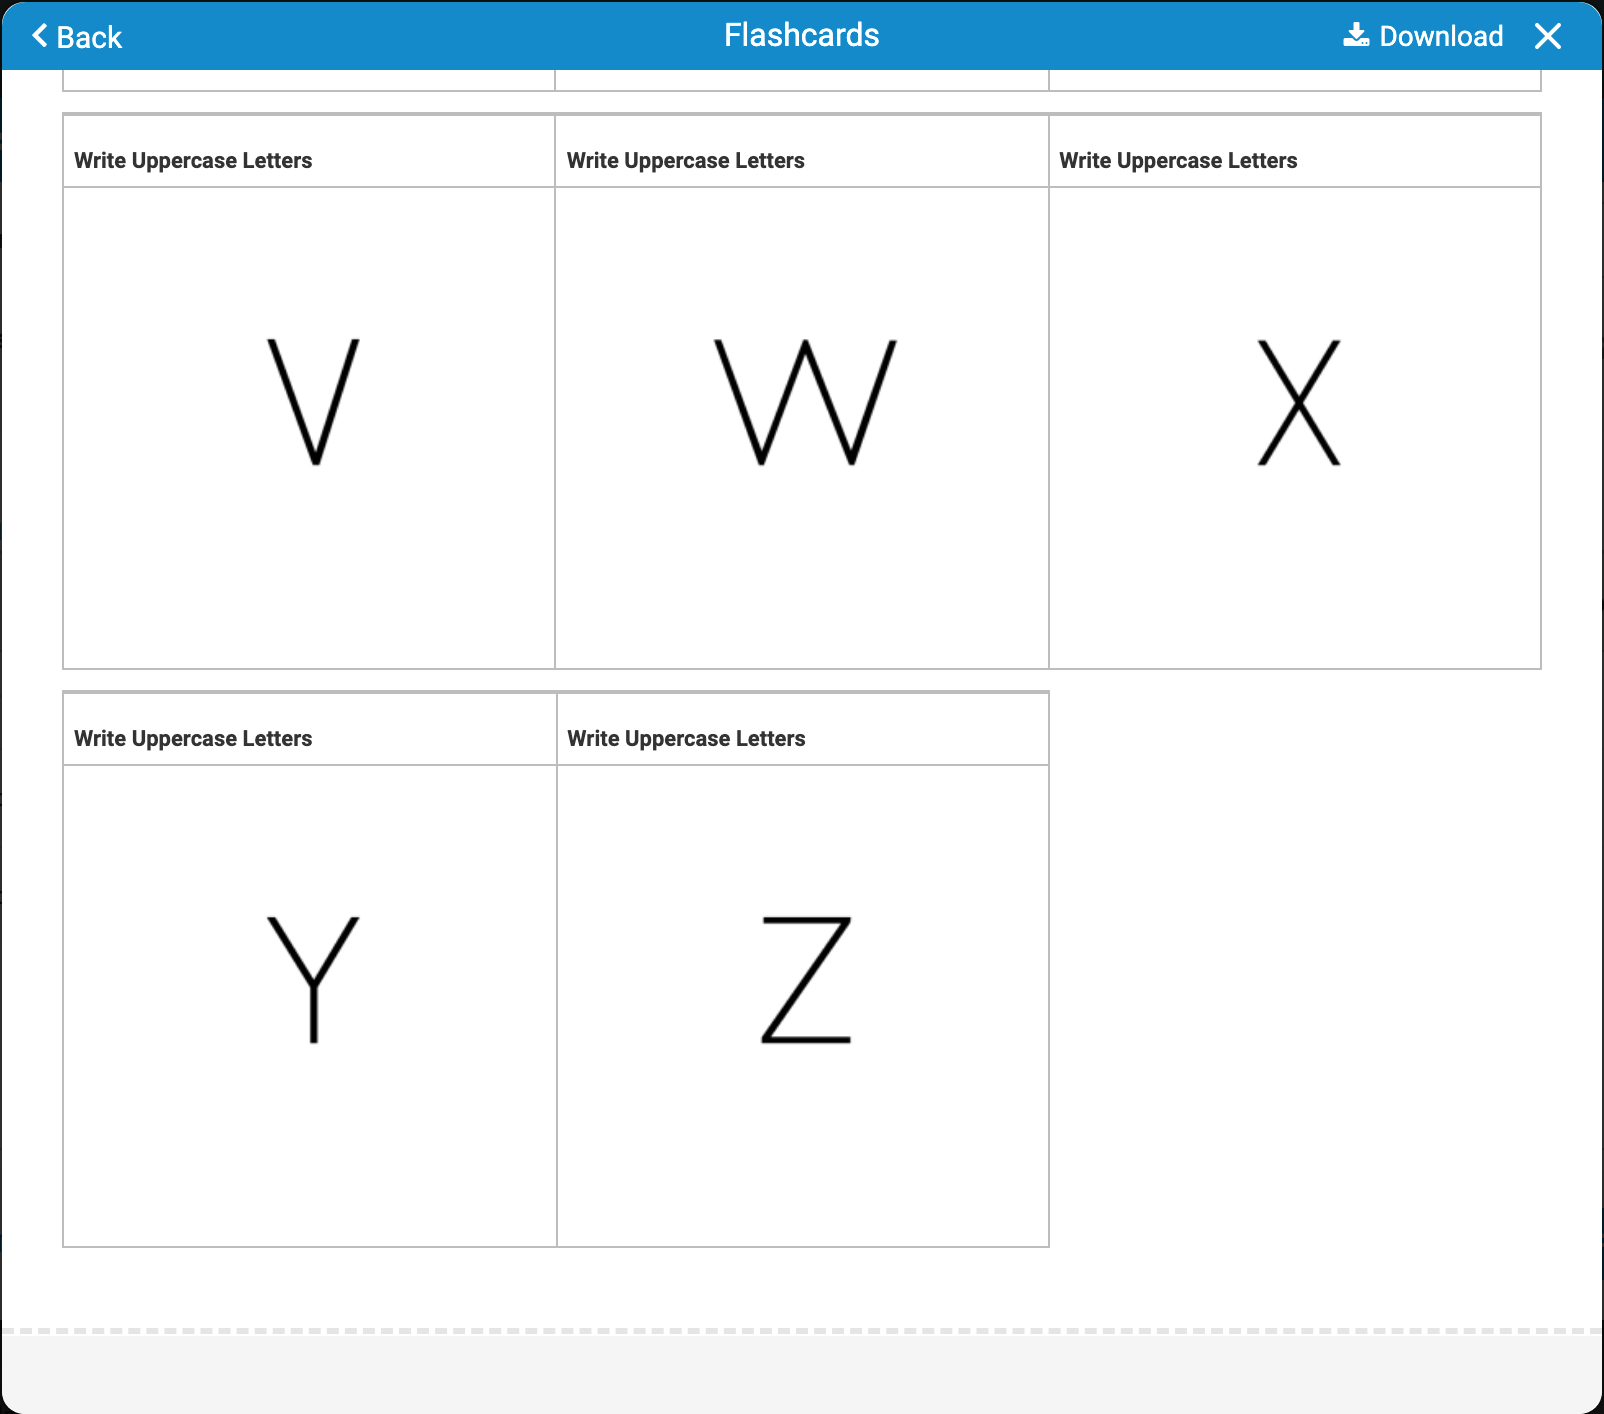 Back Flashcards Download
Write Uppercase Letters Write Uppercase Letters Write Uppercase Letters
V W X
Write Uppercase Letters Write Uppercase Letters
Y Z